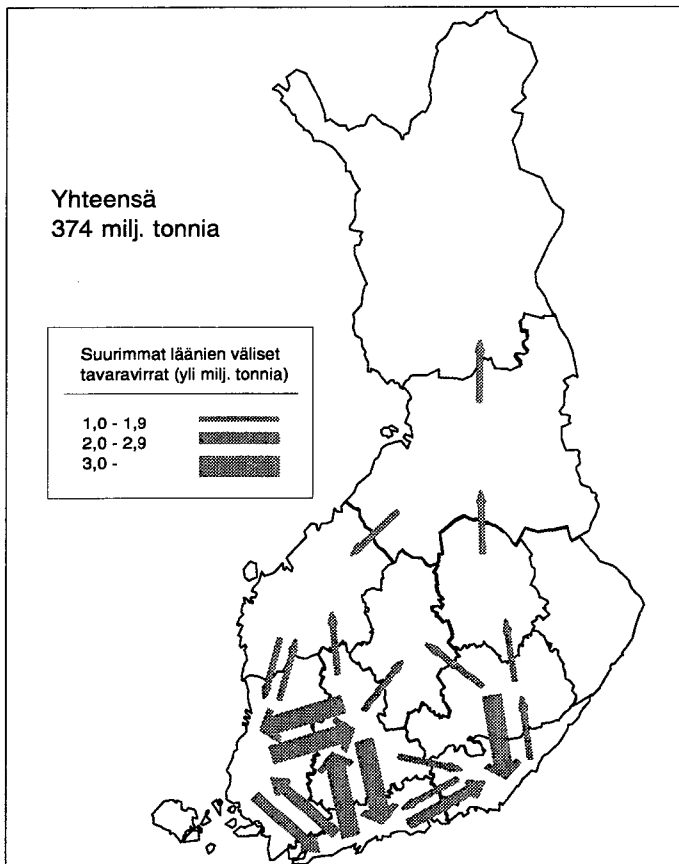 Yhteensä
374 milj. tonnia
Suurimmat läänien väliset
tavaravirrat (yli milj. tonnia)
1,0 - 1,9
2,0 - 2,9
3,0 -